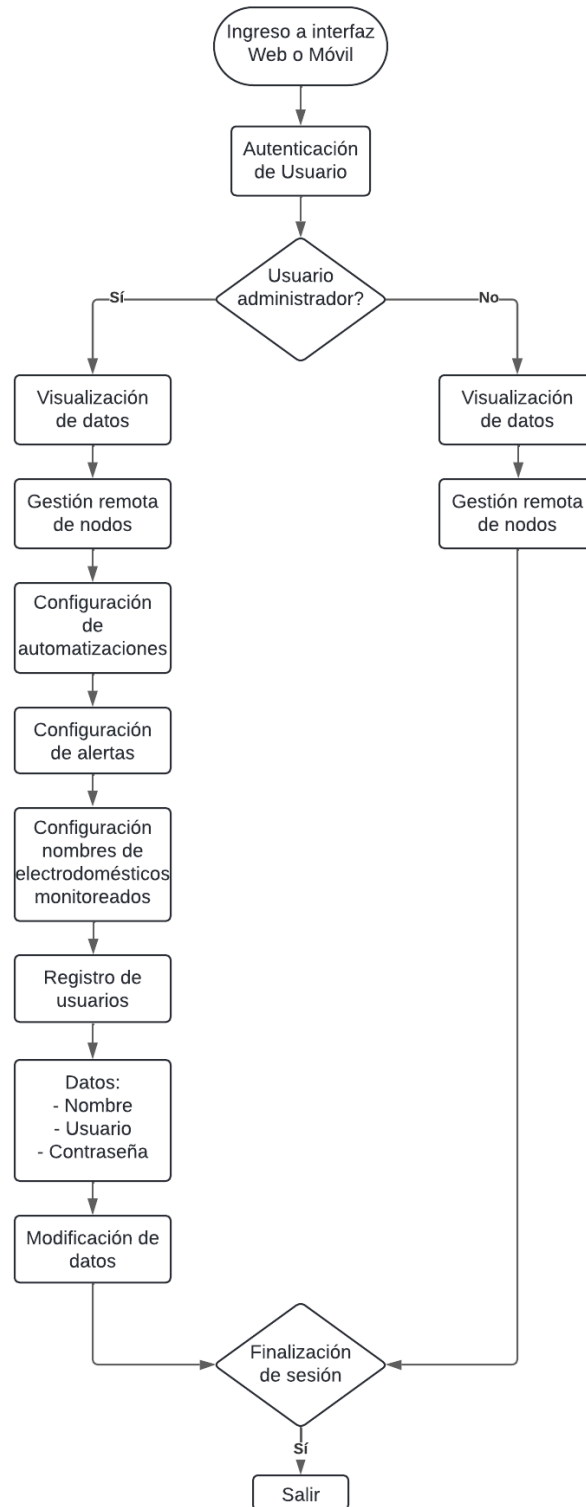 Ingreso a interfaz
Web o Móvil
Autenticación
de Usuario
Usuario
administrador?
Sí
No
Visualización
de datos
Visualización
de datos
Gestión remota
de nodos
Gestión remota
de nodos
Configuración
de
automatizaciones
Configuración
de alertas
Configuración
nombres de
electrodomésticos
monitoreados
Registro de
usuarios
Datos:
- Nombre
- Usuario
- Contraseña
Modificación de
datos
Finalización
de sesión
Sí
Salir